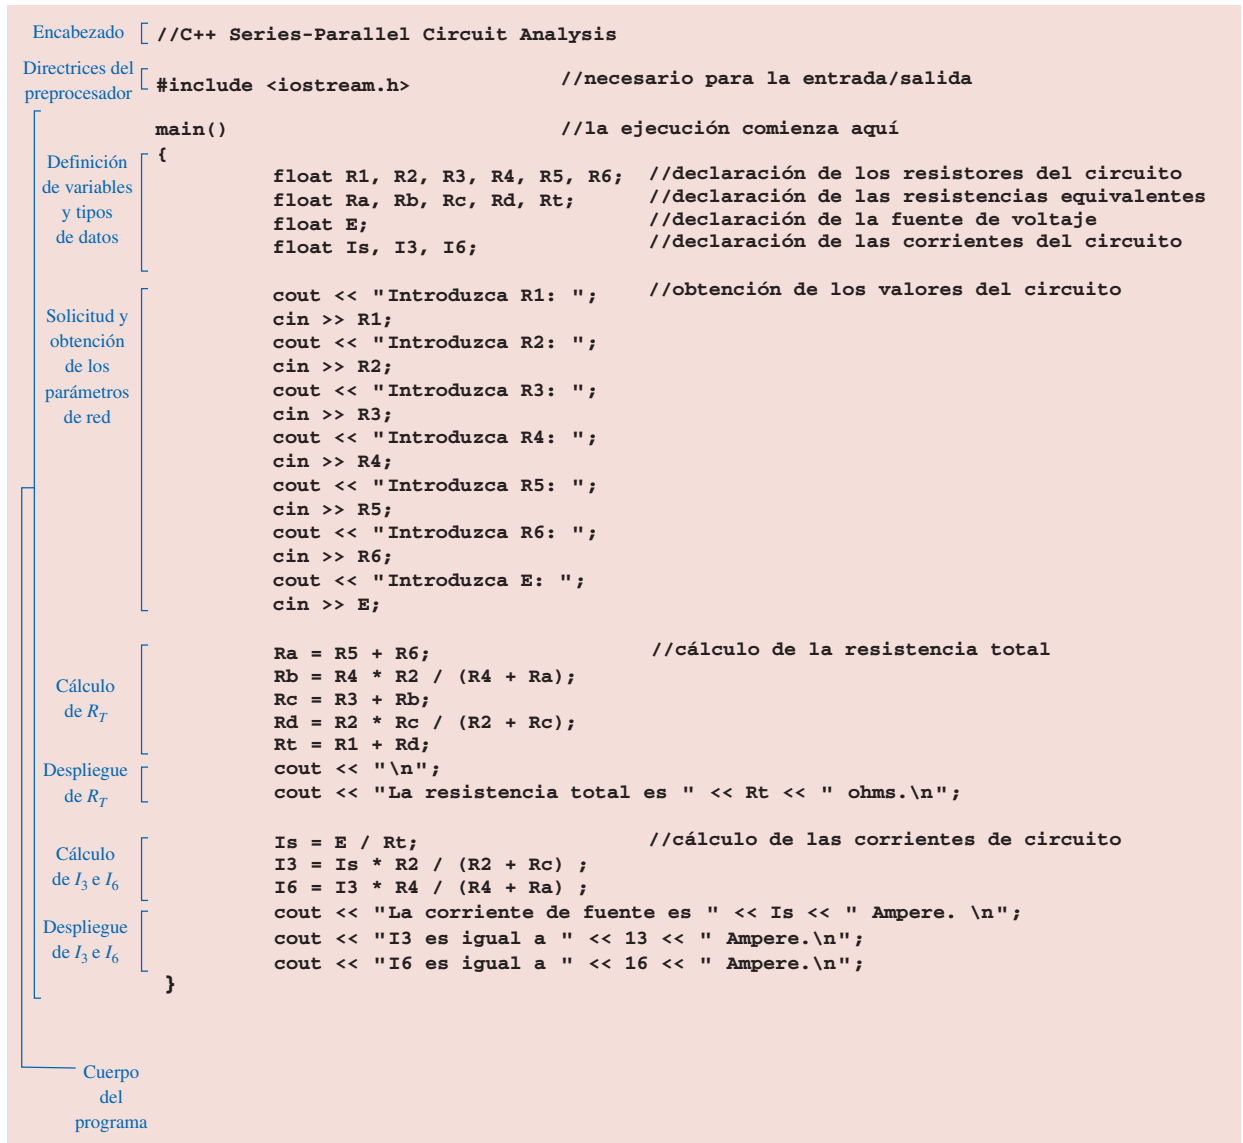 Encabezado //C++ Series-Parallel Circuit Analysis
Directrices del
preprocesador #include <iostream.h> //necesario para la entrada/salida
main() //la ejecución comienza aquí
{
Definición
de variables
y tipos
de datos
float R1, R2, R3, R4, R5, R6; //declaración de los resistores del circuito
float Ra, Rb, Rc, Rd, Rt; //declaración de las resistencias equivalentes
float E; //declaración de la fuente de voltaje
float Is, I3, I6; //declaración de las corrientes del circuito
Solicitud y
obtención
de los
parámetros
de red
cout << "Introduzca R1: "; //obtención de los valores del circuito
cin >> R1;
cout << "Introduzca R2: ";
cin >> R2;
cout << "Introduzca R3: ";
cin >> R3;
cout << "Introduzca R4: ";
cin >> R4;
cout << "Introduzca R5: ";
cin >> R5;
cout << "Introduzca R6: ";
cin >> R6;
cout << "Introduzca E: ";
cin >> E;
Cálculo
de R_T
Ra = R5 + R6; //cálculo de la resistencia total
Rb = R4 * R2 / (R4 + Ra);
Rc = R3 + Rb;
Rd = R2 * Rc / (R2 + Rc);
Rt = R1 + Rd;
Despliegue
de R_T
cout << "\n";
cout << "La resistencia total es " << Rt << " ohms.\n";
Cálculo
de I_3 e I_6
Is = E / Rt; //cálculo de las corrientes de circuito
I3 = Is * R2 / (R2 + Rc) ;
I6 = I3 * R4 / (R4 + Ra) ;
Despliegue
de I_3 e I_6
cout << "La corriente de fuente es " << Is << " Ampere. \n";
cout << "I3 es igual a " << 13 << " Ampere.\n";
cout << "I6 es igual a " << 16 << " Ampere.\n";
}
Cuerpo
del
programa